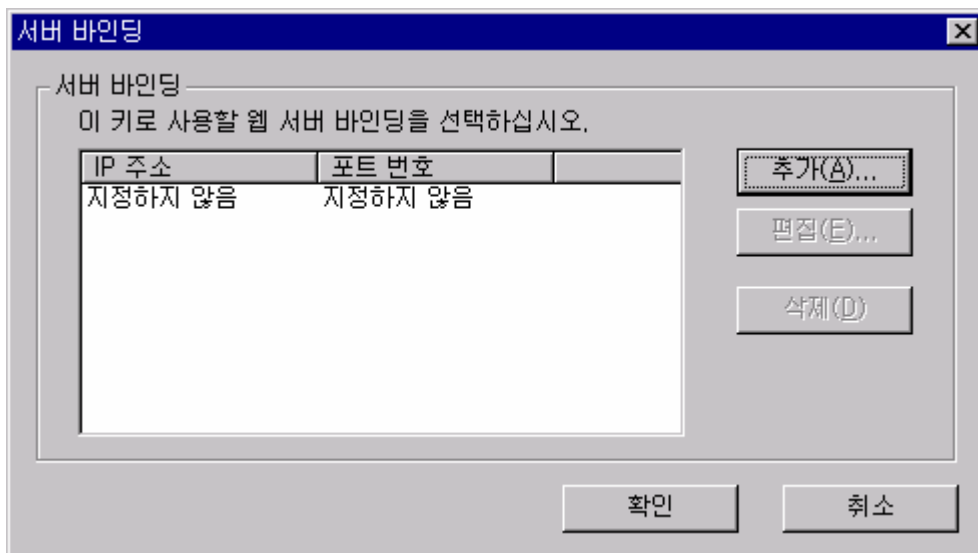 서버 바인딩
서버 바인딩
이 키로 사용할 웹 서버 바인딩을 선택하십시오.
IP 주소 포트 번호
지정하지 않음 지정하지 않음
추가(A)...
편집(E)...
삭제(D)
확인 취소